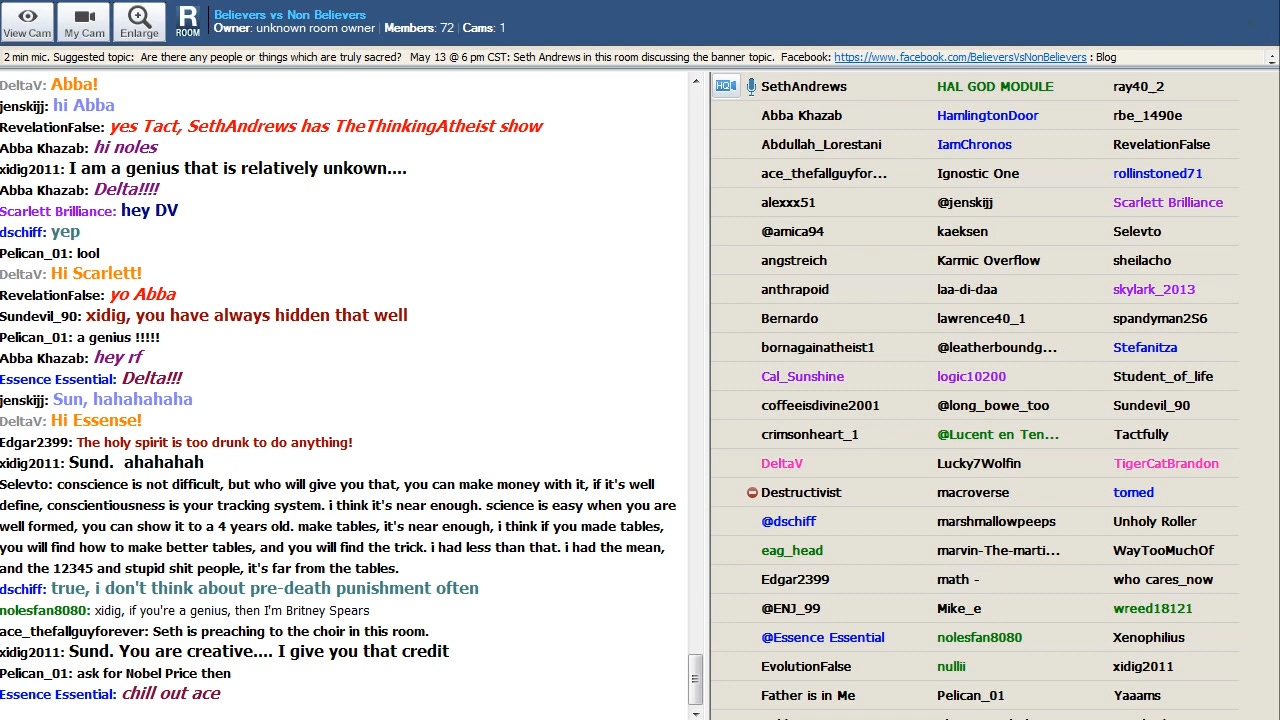 View Cam
My Cam
Enlarge
R
ROOM
Believers vs Non Believers
Owner: unknown room owner | Members: 72 | Cams: 1
2 min mic. Suggested topic: Are there any people or things which are truly sacred? May 13 @ 6 pm CST: Seth Andrews in this room discussing the banner topic. Facebook: https://www.facebook.com/BelieversVsNonBelievers : Blog
DeltaV: Abba!
jenskijj: hi Abba
RevelationFalse: yes Tact, SethAndrews has TheThinkingAtheist show
Abba Khazab: hi noles
xidig2011: I am a genius that is relatively unkown....
Abba Khazab: Delta!!!!
Scarlett Brilliance: hey DV
dschiff: yep
Pelican_01: lool
DeltaV: Hi Scarlett!
RevelationFalse: yo Abba
Sundevil_90: xidig, you have always hidden that well
Pelican_01: a genius !!!!!
Abba Khazab: hey rf
Essence Essential: Delta!!!
jenskijj: Sun, hahahahaha
DeltaV: Hi Essense!
Edgar2399: The holy spirit is too drunk to do anything!
xidig2011: Sund. ahahahah
Selevto: conscience is not difficult, but who will give you that, you can make money with it, if it's well
define, conscientiousness is your tracking system. i think it's near enough. science is easy when you are
well formed, you can show it to a 4 years old. make tables, it's near enough, i think if you made tables,
you will find how to make better tables, and you will find the trick. i had less than that. i had the mean,
and the 12345 and stupid shit people, it's far from the tables.
dschiff: true, i don't think about pre-death punishment often
nolesfan8080: xidig, if you're a genius, then I'm Britney Spears
ace_thefallguyforever: Seth is preaching to the choir in this room.
xidig2011: Sund. You are creative.... I give you that credit
Pelican_01: ask for Nobel Price then
Essence Essential: chill out ace
HQ
SethAndrews HAL GOD MODULE ray40_2
Abba Khazab HamlingtonDoor rbe_1490e
Abdullah_Lorestani IamChronos RevelationFalse
ace_thefallguyfor... Ignostic One rollinstoned71
alexxx51 @jenskijj Scarlett Brilliance
@amica94 kaeksen Selevto
angstreich Karmic Overflow sheilacho
anthrapoid laa-di-daa skylark_2013
Bernardo lawrence40_1 spandyman2S6
bornagainatheist1 @leatherboundg... Stefanitza
Cal_Sunshine logic10200 Student_of_life
coffeeisdivine2001 @long_bowe_too Sundevil_90
crimsonheart_1 @Lucent en Ten... Tactfully
DeltaV Lucky7Wolfin TigerCatBrandon
Destructivist macroverse tomed
@dschiff marshmallowpeeps Unholy Roller
eag_head marvin-The-marti... WayTooMuchOf
Edgar2399 math - who cares_now
@ENJ_99 Mike_e wreed18121
@Essence Essential nolesfan8080 Xenophilius
EvolutionFalse nullii xidig2011
Father is in Me Pelican_01 Yaaams